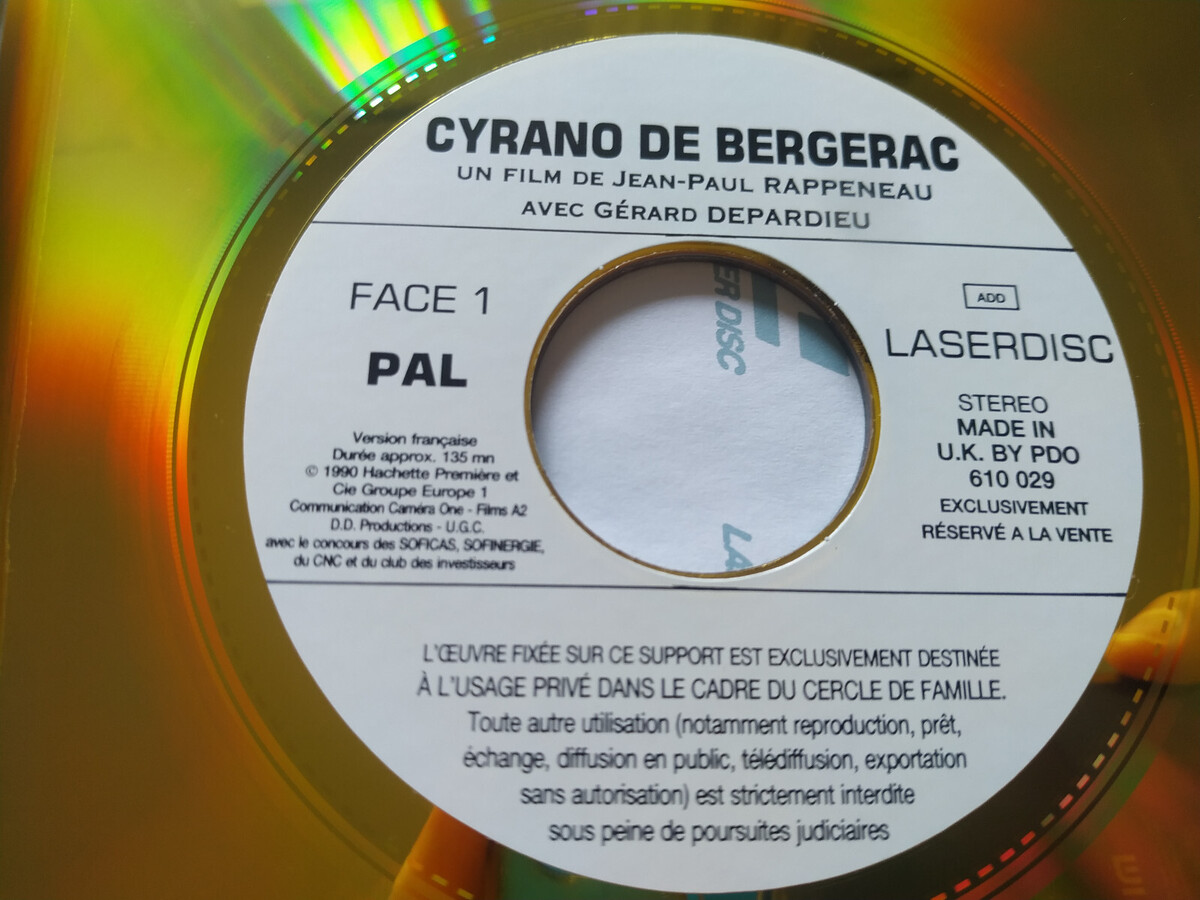 CYRANO DE BERGERAC
UN FILM DE JEAN-PAUL RAPPENEAU
AVEC GÉRARD DEPARDIEU
FACE 1
PAL
Version française
Durée approx. 135 mn
© 1990 Hachette Première et
Cie Groupe Europe 1
Communication Caméra One - Films A2
D.D. Productions - U.G.C.
avec le concours des SOFICAS, SOFINERGIE,
du CNC et du club des investisseurs
ER DISC
LA
ADD
LASERDISC
STEREO
MADE IN
U.K. BY PDO
610 029
EXCLUSIVEMENT
RÉSERVÉ A LA VENTE
L'ŒUVRE FIXÉE SUR CE SUPPORT EST EXCLUSIVEMENT DESTINÉE
À L'USAGE PRIVÉ DANS LE CADRE DU CERCLE DE FAMILLE.
Toute autre utilisation (notamment reproduction, prêt,
échange, diffusion en public, télédiffusion, exportation
sans autorisation) est strictement interdite
sous peine de poursuites judiciaires